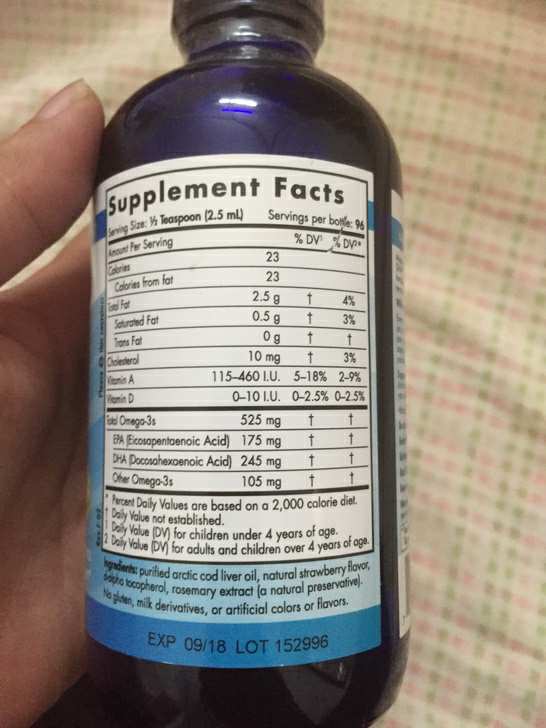 Supplement Facts
Serving Size: ½ Teaspoon (2.5 mL) Servings per bottle: 96
Amount Per Serving % DV¹ % DV²*
Calories 23
Calories from fat 23
Total Fat 2.5 g † 4%
Saturated Fat 0.5 g † 3%
Trans Fat 0 g † †
Cholesterol 10 mg † 3%
Vitamin A 115–460 I.U. 5–18% 2–9%
Vitamin D 0–10 I.U. 0–2.5% 0–2.5%
Total Omega-3s 525 mg † †
EPA (Eicosapentaenoic Acid) 175 mg † †
DHA (Docosahexaenoic Acid) 245 mg † †
Other Omega-3s 105 mg † †
* Percent Daily Values are based on a 2,000 calorie diet.
† Daily Value not established.
1 Daily Value (DV) for children under 4 years of age.
2 Daily Value (DV) for adults and children over 4 years of age.
Ingredients: purified arctic cod liver oil, natural strawberry flavor,
d-alpha tocopherol, rosemary extract (a natural preservative).
No gluten, milk derivatives, or artificial colors or flavors.
EXP 09/18 LOT 152996